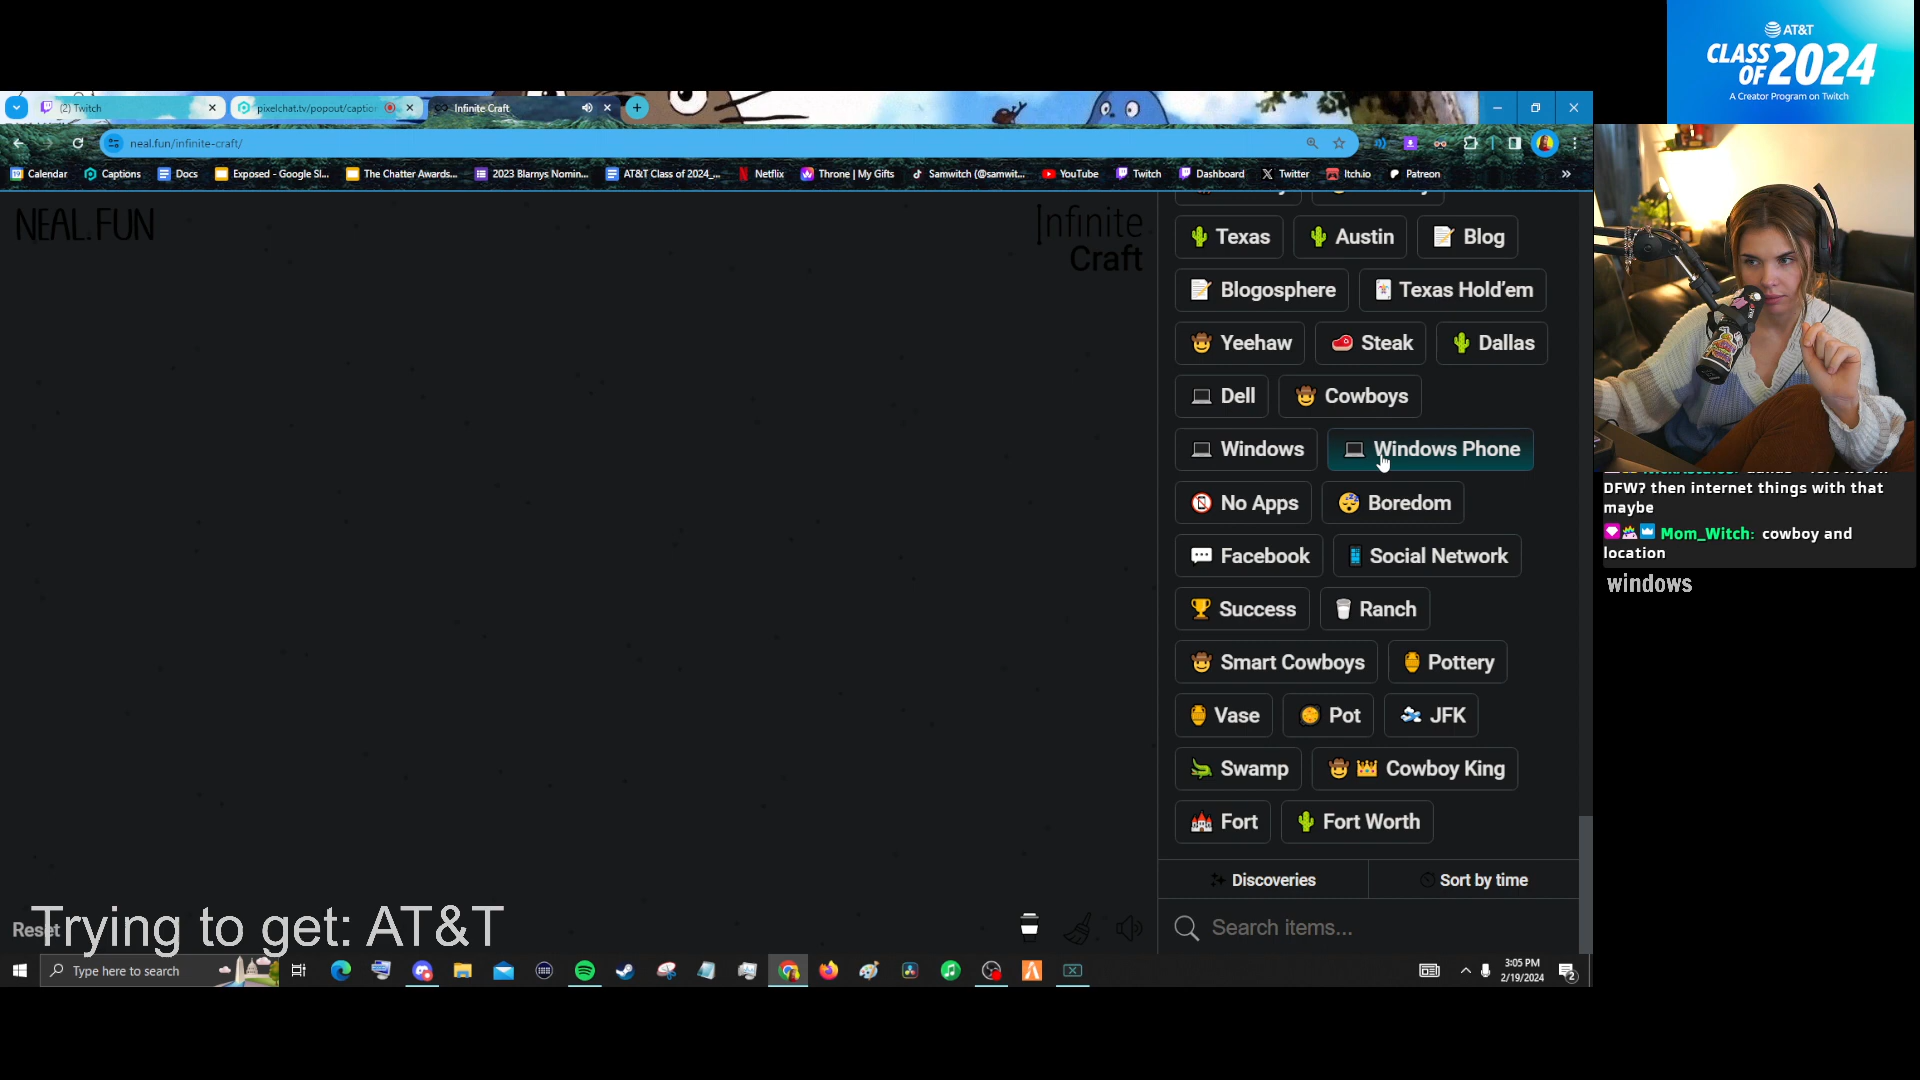 AT&T
CLASS
OF 2024
A Creator Program on Twitch
(2) Twitch
pixelchat.tv/popout/captio
Infinite Craft
neal.fun/infinite-craft/
Calendar
Captions
Docs
Exposed - Google Sl...
The Chatter Awards...
2023 Blarnys Nomin...
AT&T Class of 2024_...
Netflix
Throne | My Gifts
Samwitch (@samwit...
YouTube
Twitch
Dashboard
Twitter
Itch.io
Patreon
NEAL.FUN
Infinite
Craft
Texas
Austin
Blog
Blogosphere
Texas Hold’em
Yeehaw
Steak
Dallas
Dell
Cowboys
Windows
Windows Phone
No Apps
Boredom
Facebook
Social Network
Success
Ranch
Smart Cowboys
Pottery
Vase
Pot
JFK
Swamp
Cowboy King
Fort
Fort Worth
Discoveries
Sort by time
Search items...
DFW? then internet things with that
maybe
Mom_Witch: cowboy and
location
windows
Reset
Trying to get: AT&T
Type here to search
3:05 PM
2/19/2024
2